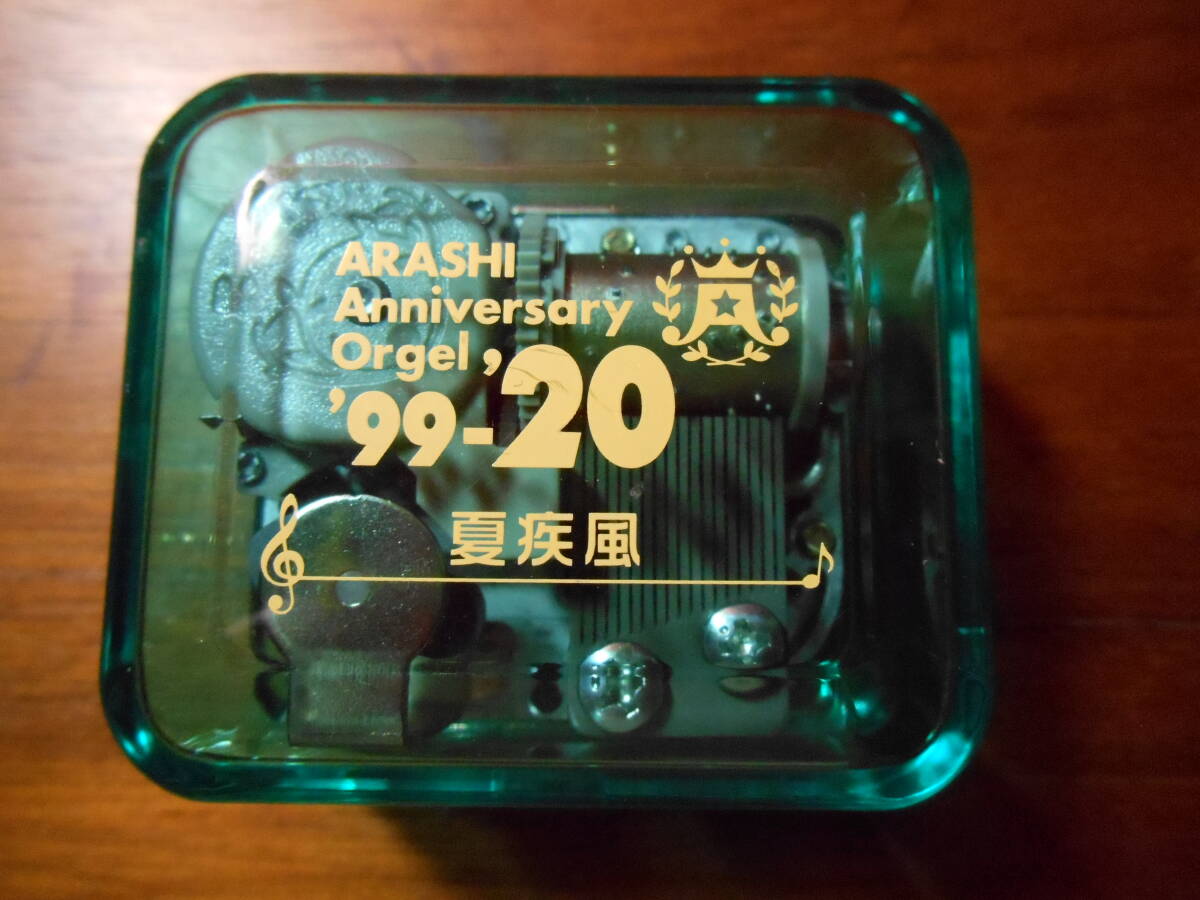 ARASHI
Anniversary
Orgel
'99-'20
夏疾風